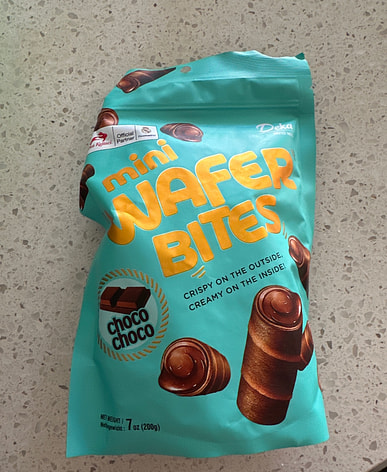 Official
Partner
Deka
mini
WAFER
BITES
CRISPY ON THE OUTSIDE,
CREAMY ON THE INSIDE!
choco
choco
NET WEIGHT /
Nettogewicht : 7 oz (200g)